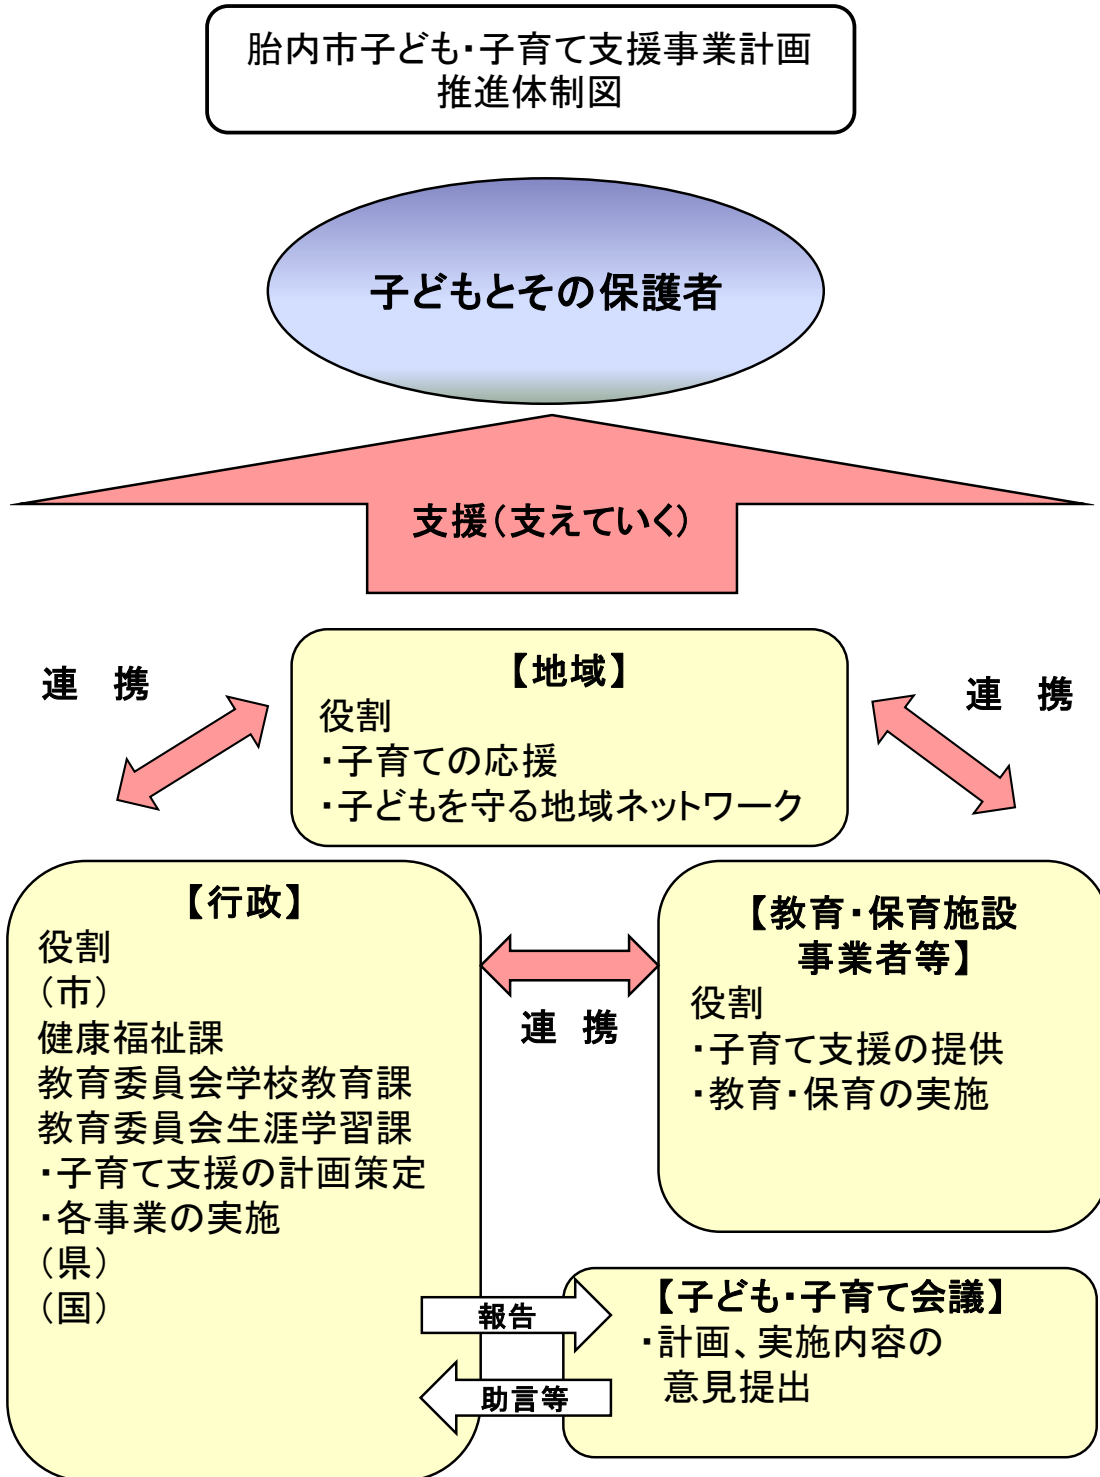 胎内市子ども・子育て支援事業計画
推進体制図
子どもとその保護者
支援（支えていく）
連　携
連　携
【地域】
役割
・子育ての応援
・子どもを守る地域ネットワーク
【行政】
役割
（市）
健康福祉課
教育委員会学校教育課
教育委員会生涯学習課
・子育て支援の計画策定
・各事業の実施
（県）
（国）
連　携
【教育・保育施設
事業者等】
役割
・子育て支援の提供
・教育・保育の実施
報告
助言等
【子ども・子育て会議】
・計画、実施内容の
意見提出